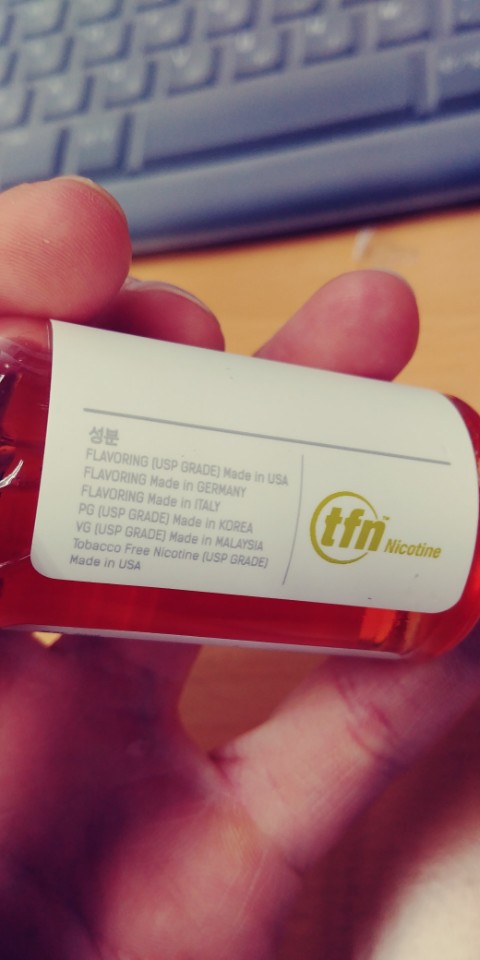 성분
FLAVORING (USP GRADE) Made in USA
FLAVORING Made in GERMANY
FLAVORING Made in ITALY
PG (USP GRADE) Made in KOREA
VG (USP GRADE) Made in MALAYSIA
Tobacco Free Nicotine (USP GRADE)
Made in USA
tfn™ Nicotine